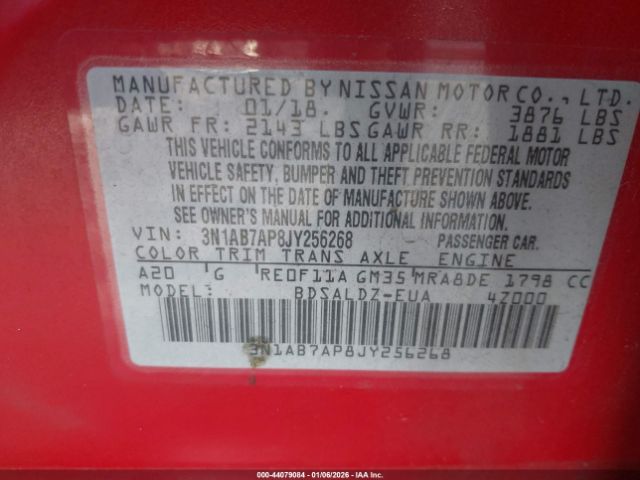 MANUFACTURED BY NISSAN MOTOR CO., LTD.
DATE: 01/18. GVWR: 3876 LBS
GAWR FR: 2143 LBS GAWR RR: 1881 LBS
THIS VEHICLE CONFORMS TO ALL APPLICABLE FEDERAL MOTOR
VEHICLE SAFETY, BUMPER AND THEFT PREVENTION STANDARDS
IN EFFECT ON THE DATE OF MANUFACTURE SHOWN ABOVE.
SEE OWNER'S MANUAL FOR ADDITIONAL INFORMATION.
VIN: 3N1AB7AP8JY256268 PASSENGER CAR.
COLOR TRIM TRANS AXLE ENGINE
A20 G RE0F11A GM35 MRA8DE 1798 CC
MODEL: BDSALDZ-EUA 4Z000
3N1AB7AP8JY256268
000-44079084 | 01/06/2026 - IAA Inc.